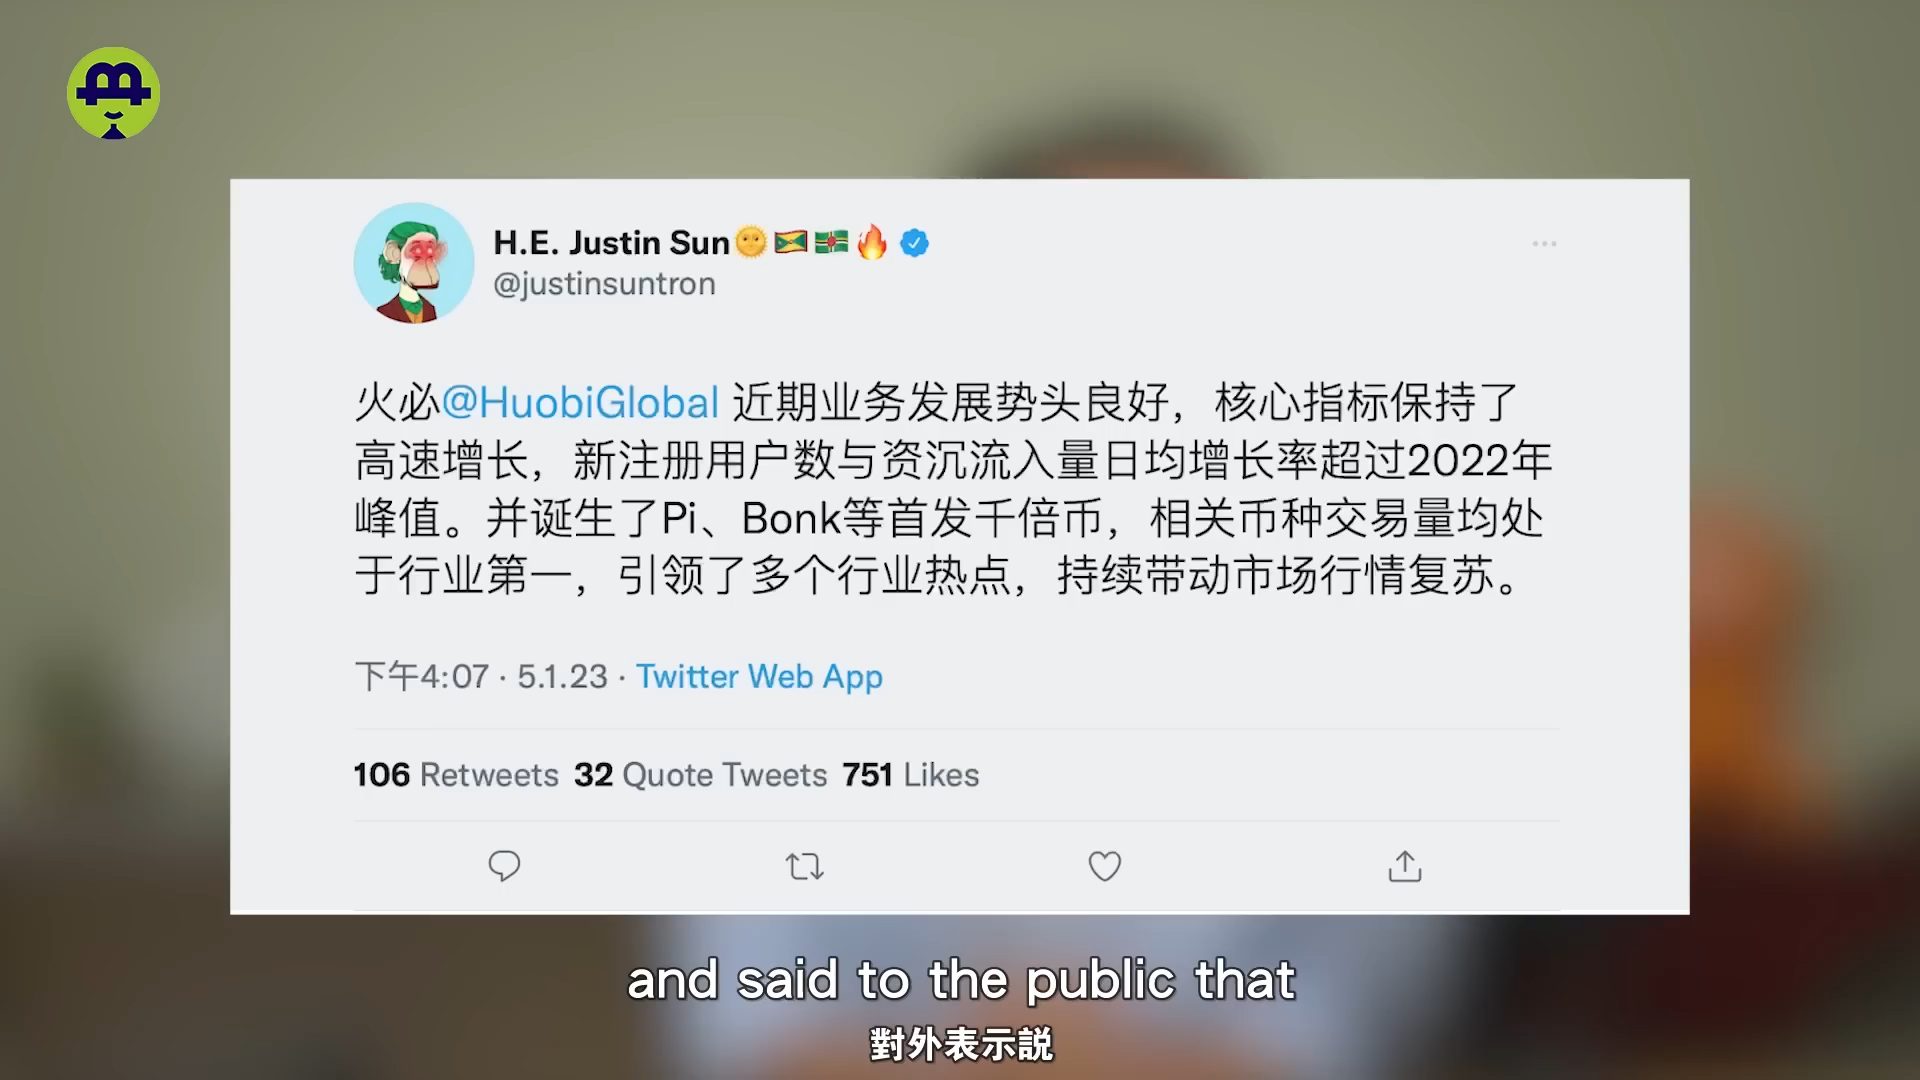 H.E. Justin Sun🌞🇬🇩🇩🇲🔥
@justinsuntron
火必@HuobiGlobal 近期业务发展势头良好，核心指标保持了
高速增长，新注册用户数与资沉流入量日均增长率超过2022年
峰值。并诞生了Pi、Bonk等首发千倍币，相关币种交易量均处
于行业第一，引领了多个行业热点，持续带动市场行情复苏。
下午4:07 · 5.1.23 · Twitter Web App
106 Retweets 32 Quote Tweets 751 Likes
and said to the public that
對外表示説